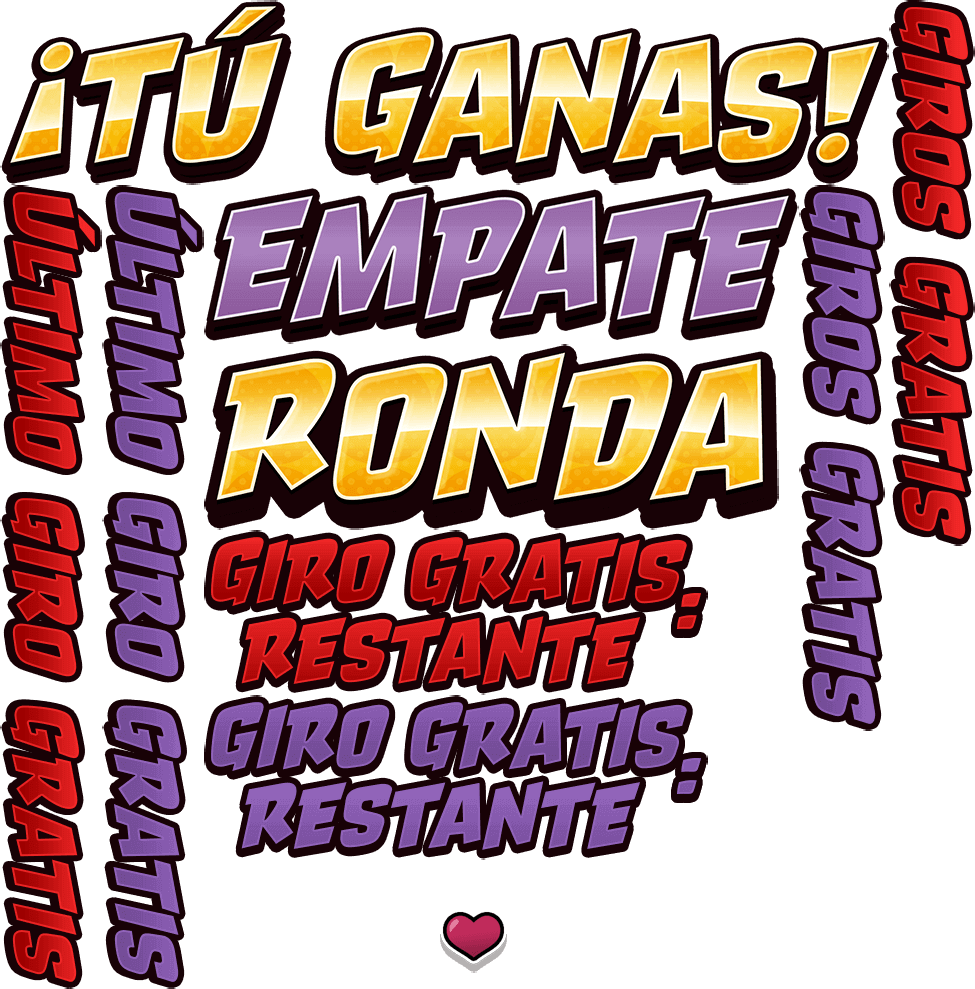 ¡TÚ GANAS!
EMPATE
RONDA
GIRO GRATIS
RESTANTE :
GIRO GRATIS
RESTANTE :
ÚLTIMO GIRO GRATIS
ÚLTIMO GIRO GRATIS
GIROS GRATIS
GIROS GRATIS